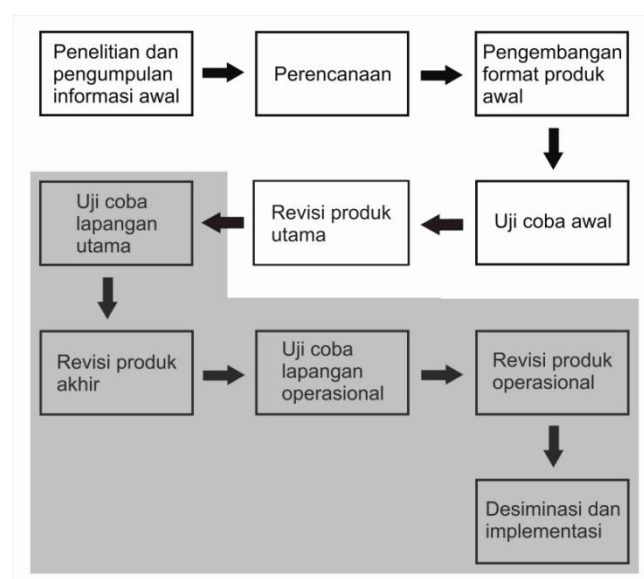 Penelitian dan
pengumpulan
informasi awal
Perencanaan
Pengembangan
format produk
awal
Uji coba awal
Revisi produk
utama
Uji coba
lapangan
utama
Revisi produk
akhir
Uji coba
lapangan
operasional
Revisi produk
operasional
Desiminasi dan
implementasi